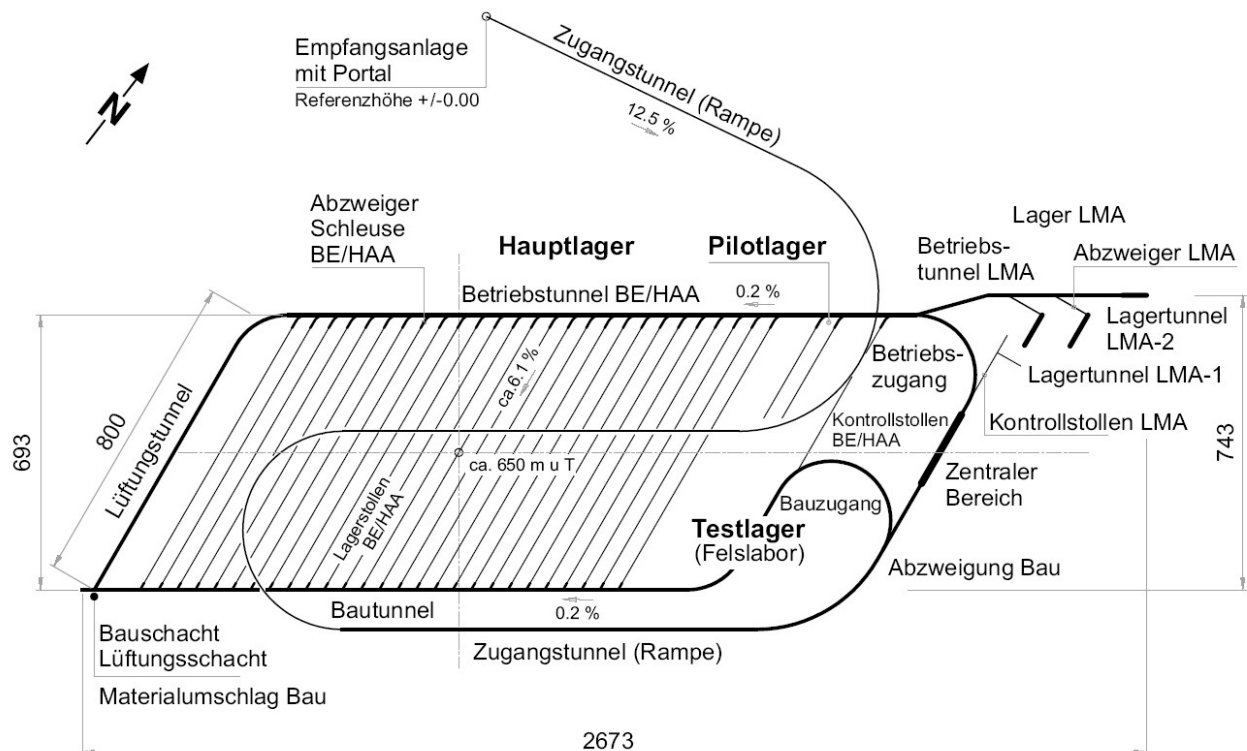 Empfangsanlage
mit Portal
Referenzhöhe +/-0.00
Zugangstunnel (Rampe)
12.5 %
N
Abzweiger
Schleuse
BE/HAA
Hauptlager
Pilotlager
Betriebstunnel BE/HAA
0.2 %
Lager LMA
Betriebs-
tunnel LMA
Abzweiger LMA
Lagertunnel
LMA-2
Lagertunnel LMA-1
Betriebs-
zugang
Kontrollstollen
BE/HAA
Kontrollstollen LMA
ca.6.1 %
693
800
Lüftungstunnel
743
ca. 650 m u T
Zentraler
Bereich
Bauzugang
Lagerstollen
BE/HAA
Testlager
(Felslabor)
Abzweigung Bau
Bautunnel
0.2 %
Bauschacht
Lüftungsschacht
Materialumschlag Bau
Zugangstunnel (Rampe)
2673